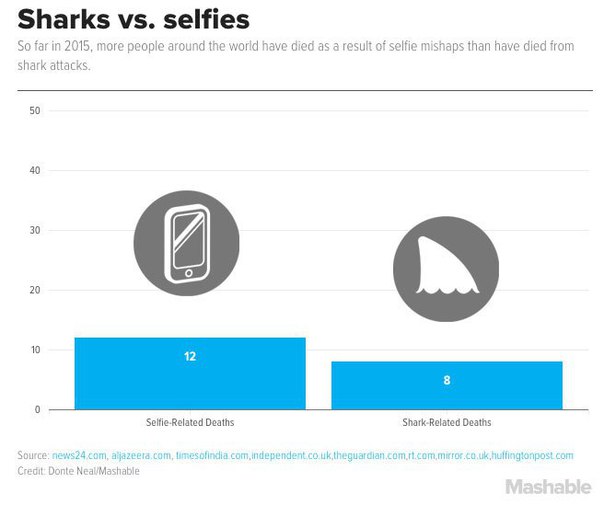 Sharks vs. selfies
So far in 2015, more people around the world have died as a result of selfie mishaps than have died from
shark attacks.
50
40
30
20
10
0
12
8
Selfie-Related Deaths
Shark-Related Deaths
Source: news24.com, aljazeera.com, timesofindia.com,independent.co.uk,theguardian.com,rt.com,mirror.co.uk,huffingtonpost.com
Credit: Donte Neal/Mashable
Mashable